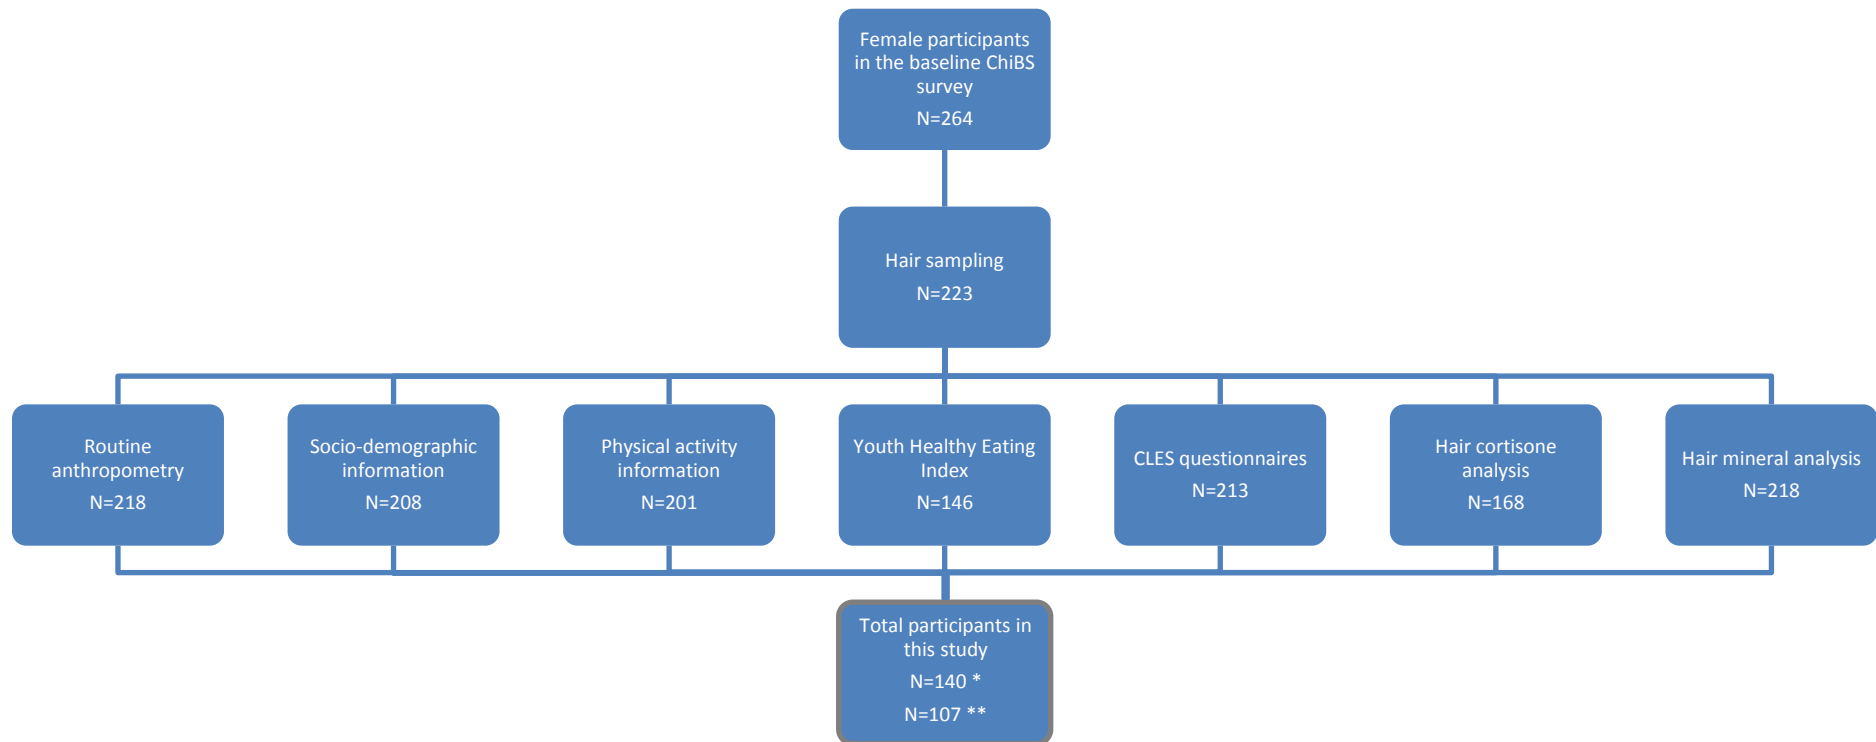 Female participants
in the baseline ChiBS
survey
N=264
Hair sampling
N=223
Routine
anthropometry
N=218
Socio-demographic
information
N=208
Physical activity
information
N=201
Youth Healthy Eating
Index
N=146
CLES questionnaires
N=213
Hair cortisone
analysis
N=168
Hair mineral analysis
N=218
Total participants in
this study
N=140 *
N=107 **